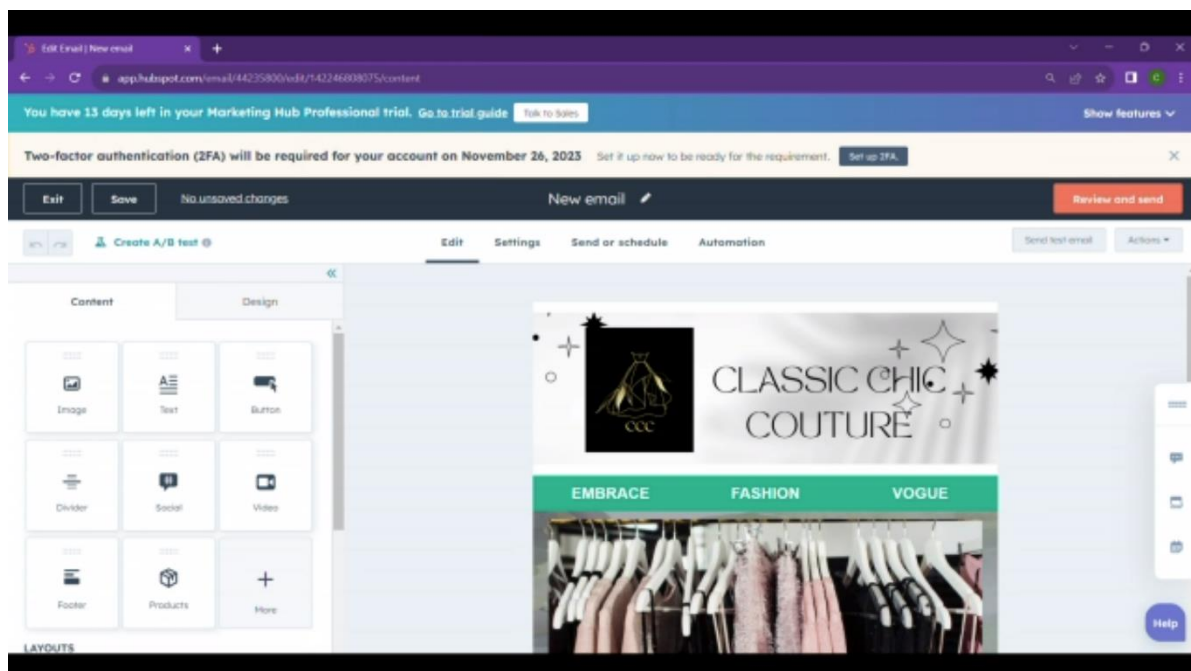 Edit Email | New email
app.hubspot.com/email/44235800/edit/142246808075/content
You have 13 days left in your Marketing Hub Professional trial. Go to trial guide Talk to Sales Show features
Two-factor authentication (2FA) will be required for your account on November 26, 2023 Set it up now to be ready for the requirement. Set up 2FA.
Exit Save No unsaved changes New email Review and send
Create A/B test Edit Settings Send or schedule Automation Send test email Actions
Content Design
Image Text Button
Divider Social Video
Footer Products More
LAYOUTS
CCC
CLASSIC CHIC
COUTURE
EMBRACE FASHION VOGUE
Help